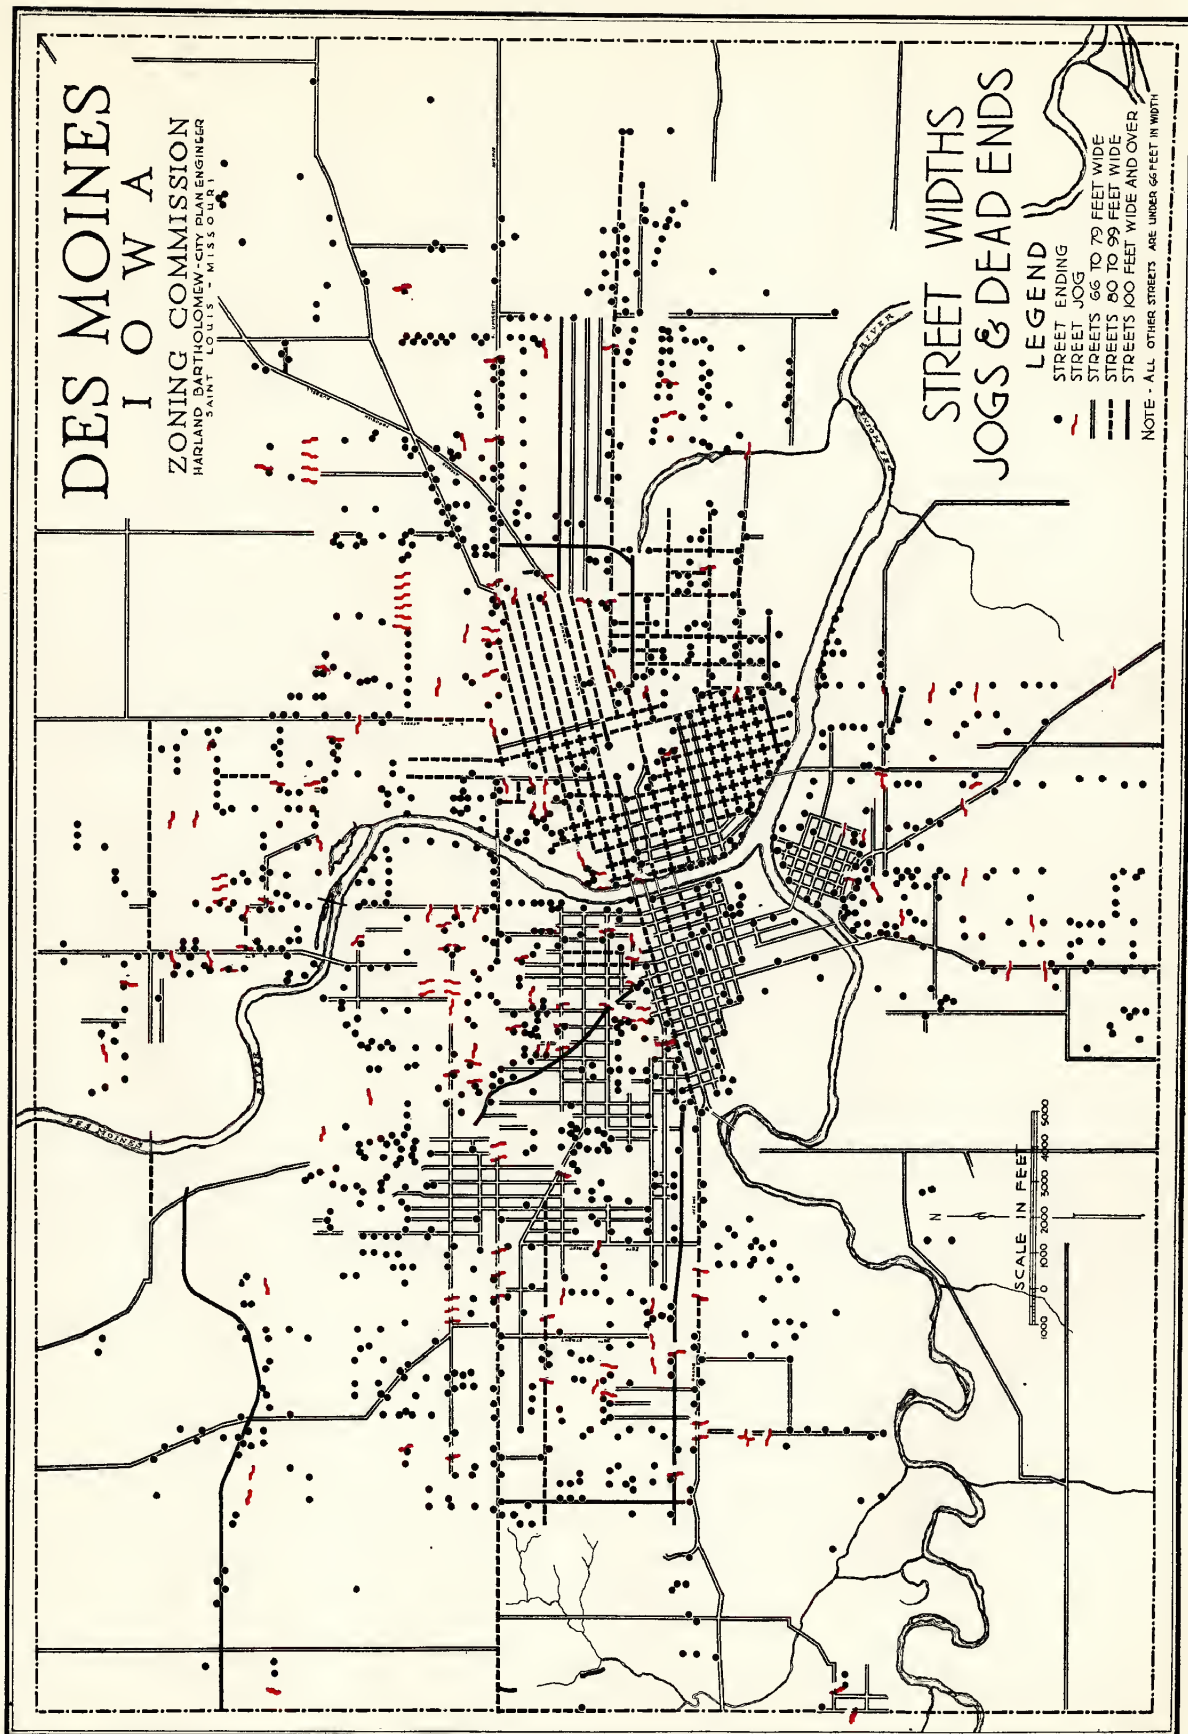 DES MOINES
IOWA
ZONING COMMISSION
HARLAND BARTHOLOMEW - CITY PLAN ENGINEER
SAINT LOUIS - MISSOURI
STREET WIDTHS
JOGS & DEAD ENDS
LEGEND
STREET ENDING
STREET JOG
STREETS 66 TO 79 FEET WIDE
STREETS 80 TO 99 FEET WIDE
STREETS 100 FEET WIDE AND OVER
NOTE - ALL OTHER STREETS ARE UNDER 66 FEET IN WIDTH
DES MOINES
RIVER
RIVER
N
SCALE IN FEET
1000 0 1000 2000 3000 4000 5000